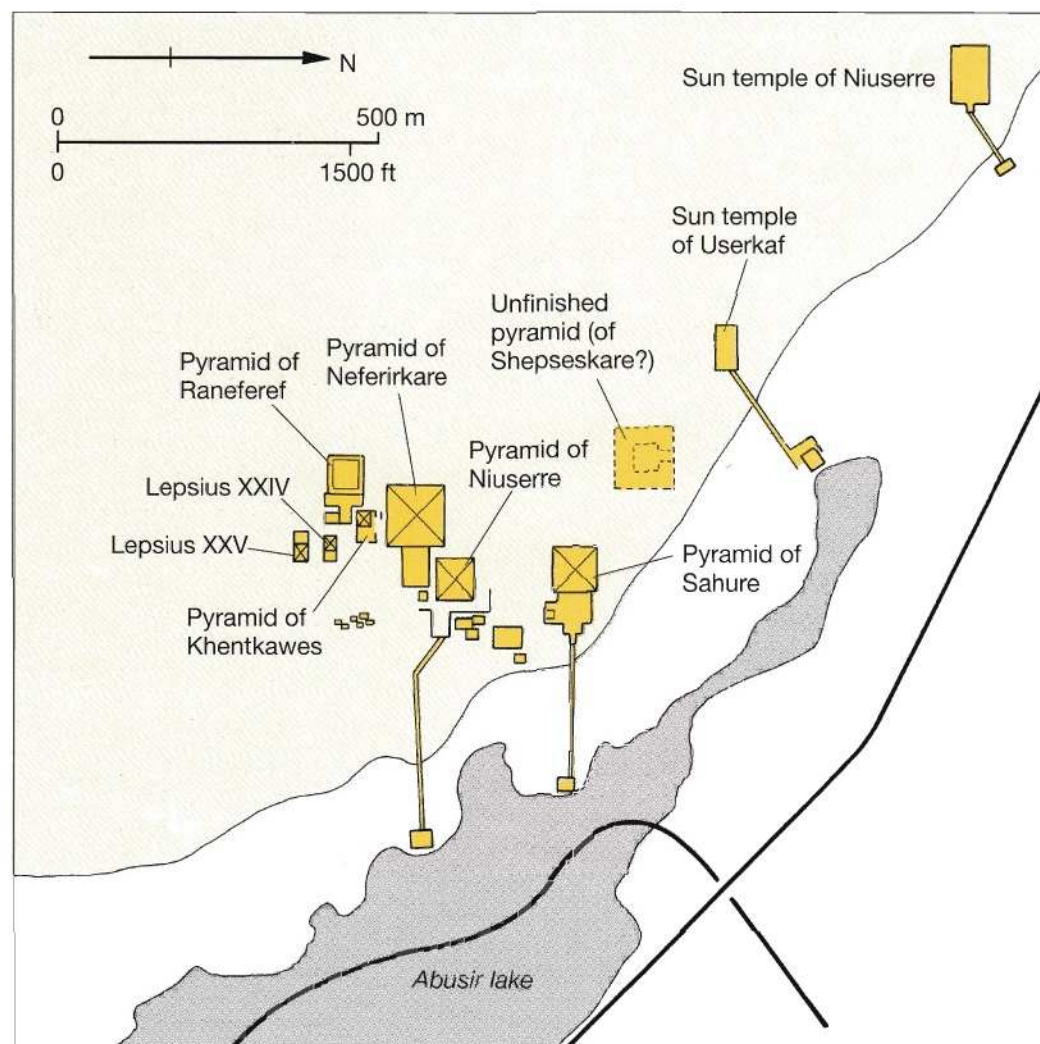 N
0 500 m
0 1500 ft
Sun temple of Niuserre
Sun temple
of Userkaf
Unfinished
pyramid (of
Shepseskare?)
Pyramid of
Neferirkare
Pyramid of
Raneferef
Pyramid of
Niuserre
Lepsius XXIV
Lepsius XXV
Pyramid of
Sahure
Pyramid of
Khentkawes
Abusir lake